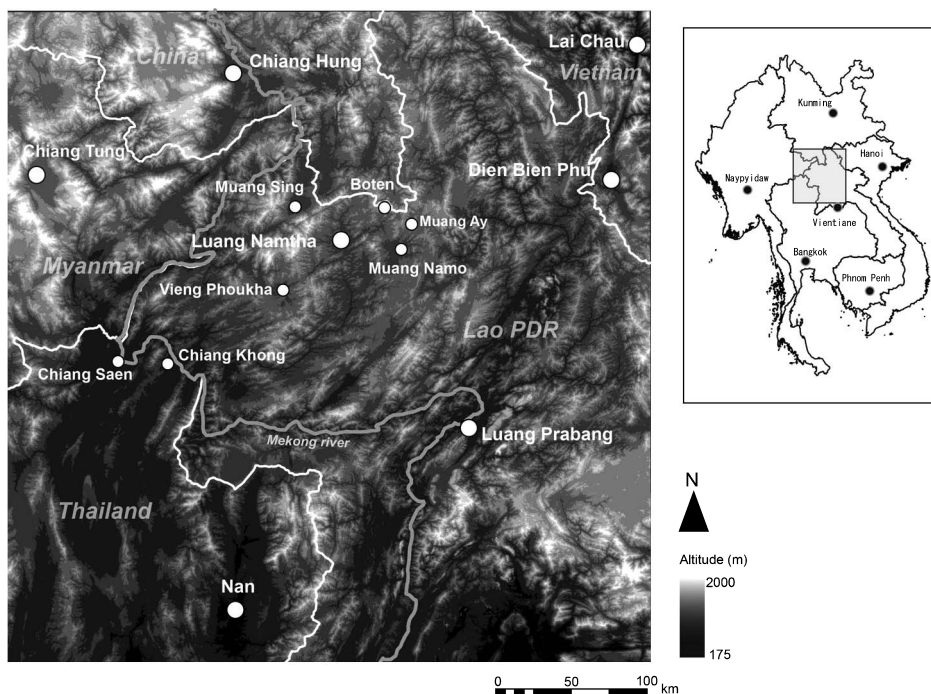 China
Chiang Hung
Lai Chau
Vietnam
Chiang Tung
Dien Bien Phu
Muang Sing
Boten
Muang Ay
Luang Namtha
Muang Namo
Myanmar
Vieng Phoukha
Lao PDR
Chiang Khong
Chiang Saen
Mekong river
Luang Prabang
Thailand
Nan
Kunming
Hanoi
Naypyidaw
Vientiane
Bangkok
Phnom Penh
N
Altitude (m)
2000
175
0 50 100
km